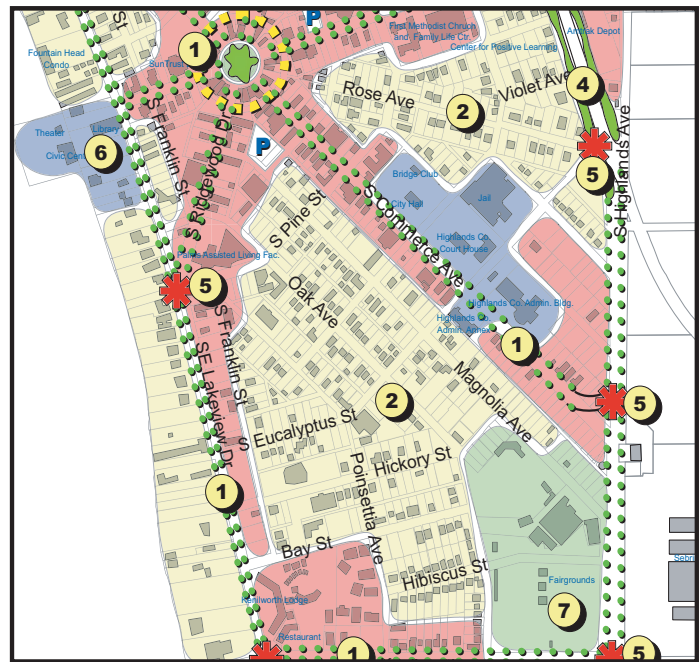 St
P
First Methodist Chruch
and Family Life Ctr.
Center for Positive Learning
Amtrak Depot
Fountain Head
Condo
SunTrust
1
Rose Ave
Violet Ave
4
2
S Highlands Ave
S Franklin St
S Ridgewood Dr
P
Theater
Library
Civic Cent
6
5
Bridge Club
Jail
City Hall
S Commerce Ave
S Pine St
Highlands Co.
Court House
Palms Assisted Living Fac.
5
Oak Ave
Highlands Co. Admin. Bldg.
Highlands Co.
Admin. Annex
S Franklin St
1
SE Lakeview Dr
Magnolia Ave
2
5
S Eucalyptus St
Hickory St
Poinsettia Ave
1
Bay St
Hibiscus St
Sebri
Fairgrounds
Kenilworth Lodge
7
Restaurant
1
5